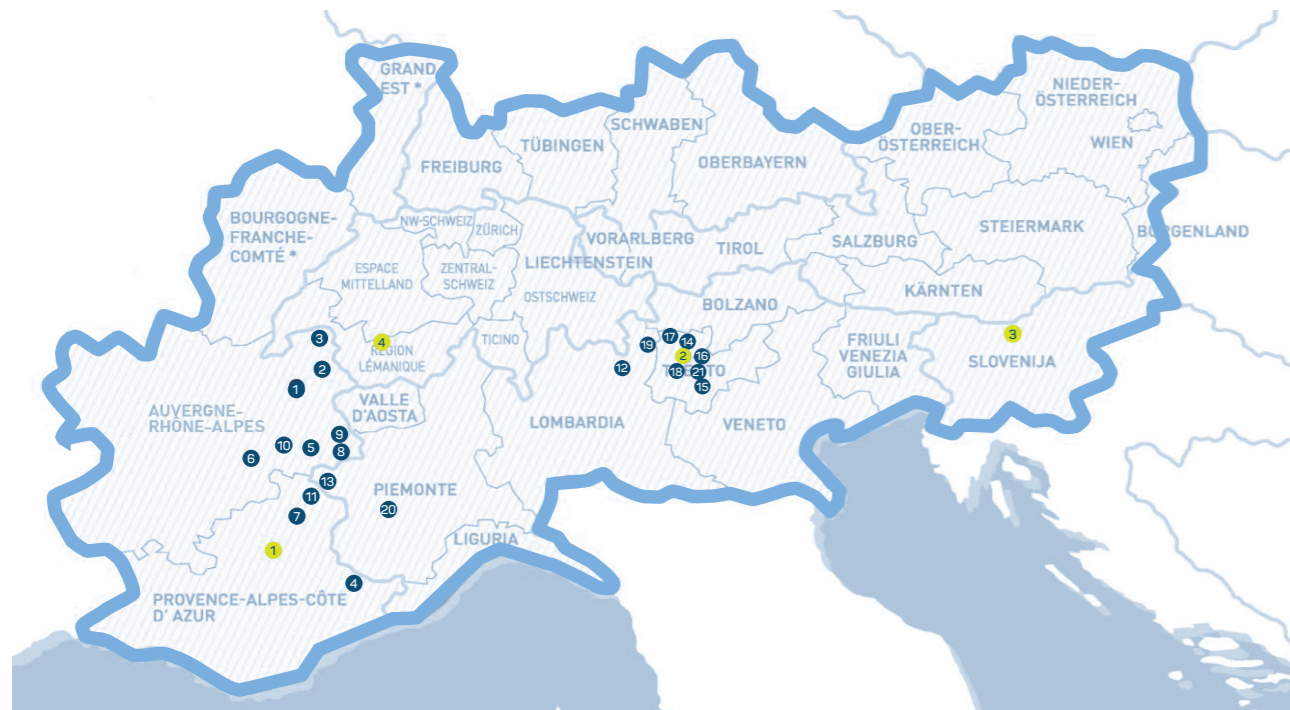 GRAND
EST *
NIEDER-
ÖSTERREICH
SCHWABEN
OBER-
ÖSTERREICH
WIEN
TÜBINGEN
OBERBAYERN
FREIBURG
BOURGOGNE-
FRANCHE-
COMTÉ *
NW-SCHWEIZ
ZÜRICH
VORARLBERG
TIROL
SALZBURG
STEIERMARK
BURGENLAND
ESPACE
MITTELLAND
ZENTRAL-
SCHWEIZ
LIECHTENSTEIN
OSTSCHWEIZ
BOLZANO
KÄRNTEN
3
4
TICINO
17
14
19
2
16
3
FRIULI
VENEZIA
GIULIA
SLOVENIJA
RÉGION
LÉMANIQUE
2
12
18
TRENTO
21
15
1
VALLE
D'AOSTA
AUVERGNE-
RHÔNE-ALPES
LOMBARDIA
VENETO
9
10
5
8
6
13
11
PIEMONTE
7
20
1
LIGURIA
4
PROVENCE-ALPES-CÔTE
D' AZUR